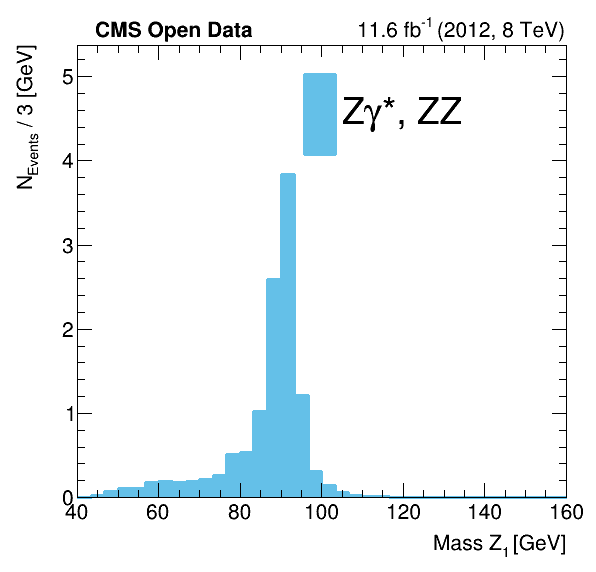 CMS Open Data 11.6 fb⁻¹ (2012, 8 TeV)
N_Events / 3 [GeV]
5
4
3
2
1
0
Zγ*, ZZ
40 60 80 100 120 140 160
Mass Z₁ [GeV]